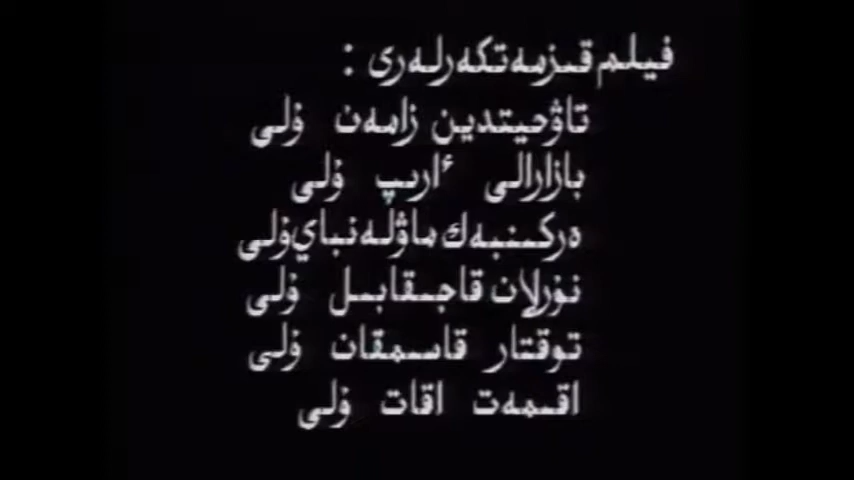 فيلم قىزمەتكەرلەرى :
تاۋحيتدين زامەن ۇلى
بازارالى ٴارىپ ۇلى
ەركىنبەك ماۋلەنباي ۇلى
نۇرلان قاجىقابىل ۇلى
توقتار قاسىمقان ۇلى
اقىمەت اقات ۇلى